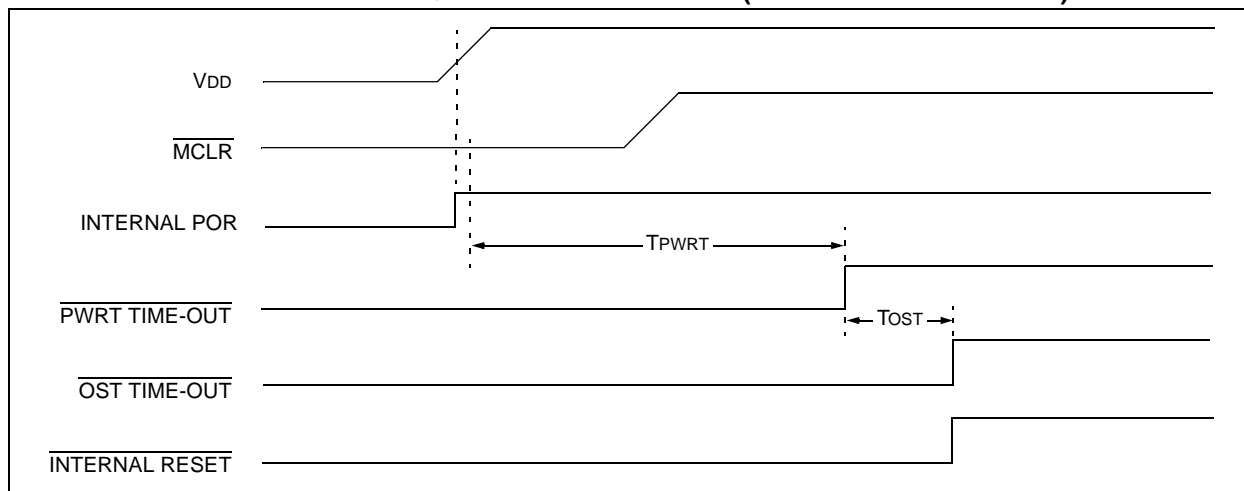 VDD
MCLR
INTERNAL POR
TPWRT
PWRT TIME-OUT
TOST
OST TIME-OUT
INTERNAL RESET